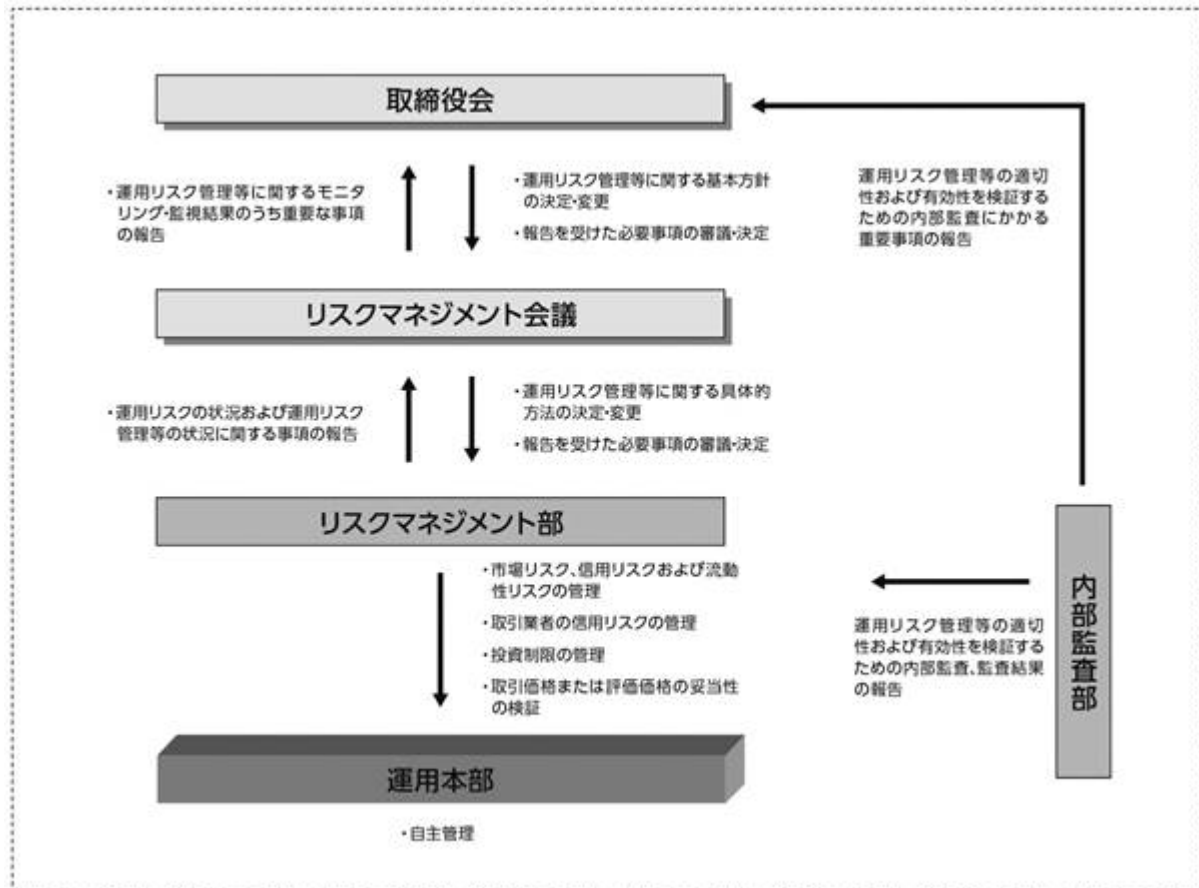 取締役会
・運用リスク管理等に関するモニタ
リング・監視結果のうち重要な事項
の報告
・運用リスク管理等に関する基本方針
の決定・変更
・報告を受けた必要事項の審議・決定
運用リスク管理等の適切
性および有効性を検証する
ための内部監査にかかる
重要事項の報告
リスクマネジメント会議
・運用リスクの状況および運用リスク
管理等の状況に関する事項の報告
・運用リスク管理等に関する具体的
方法の決定・変更
・報告を受けた必要事項の審議・決定
リスクマネジメント部
・市場リスク、信用リスクおよび流動
性リスクの管理
・取引業者の信用リスクの管理
・投資制限の管理
・取引価格または評価価格の妥当性
の検証
運用リスク管理等の適切
性および有効性を検証する
ための内部監査、監査結果
の報告
内部監査部
運用本部
・自主管理